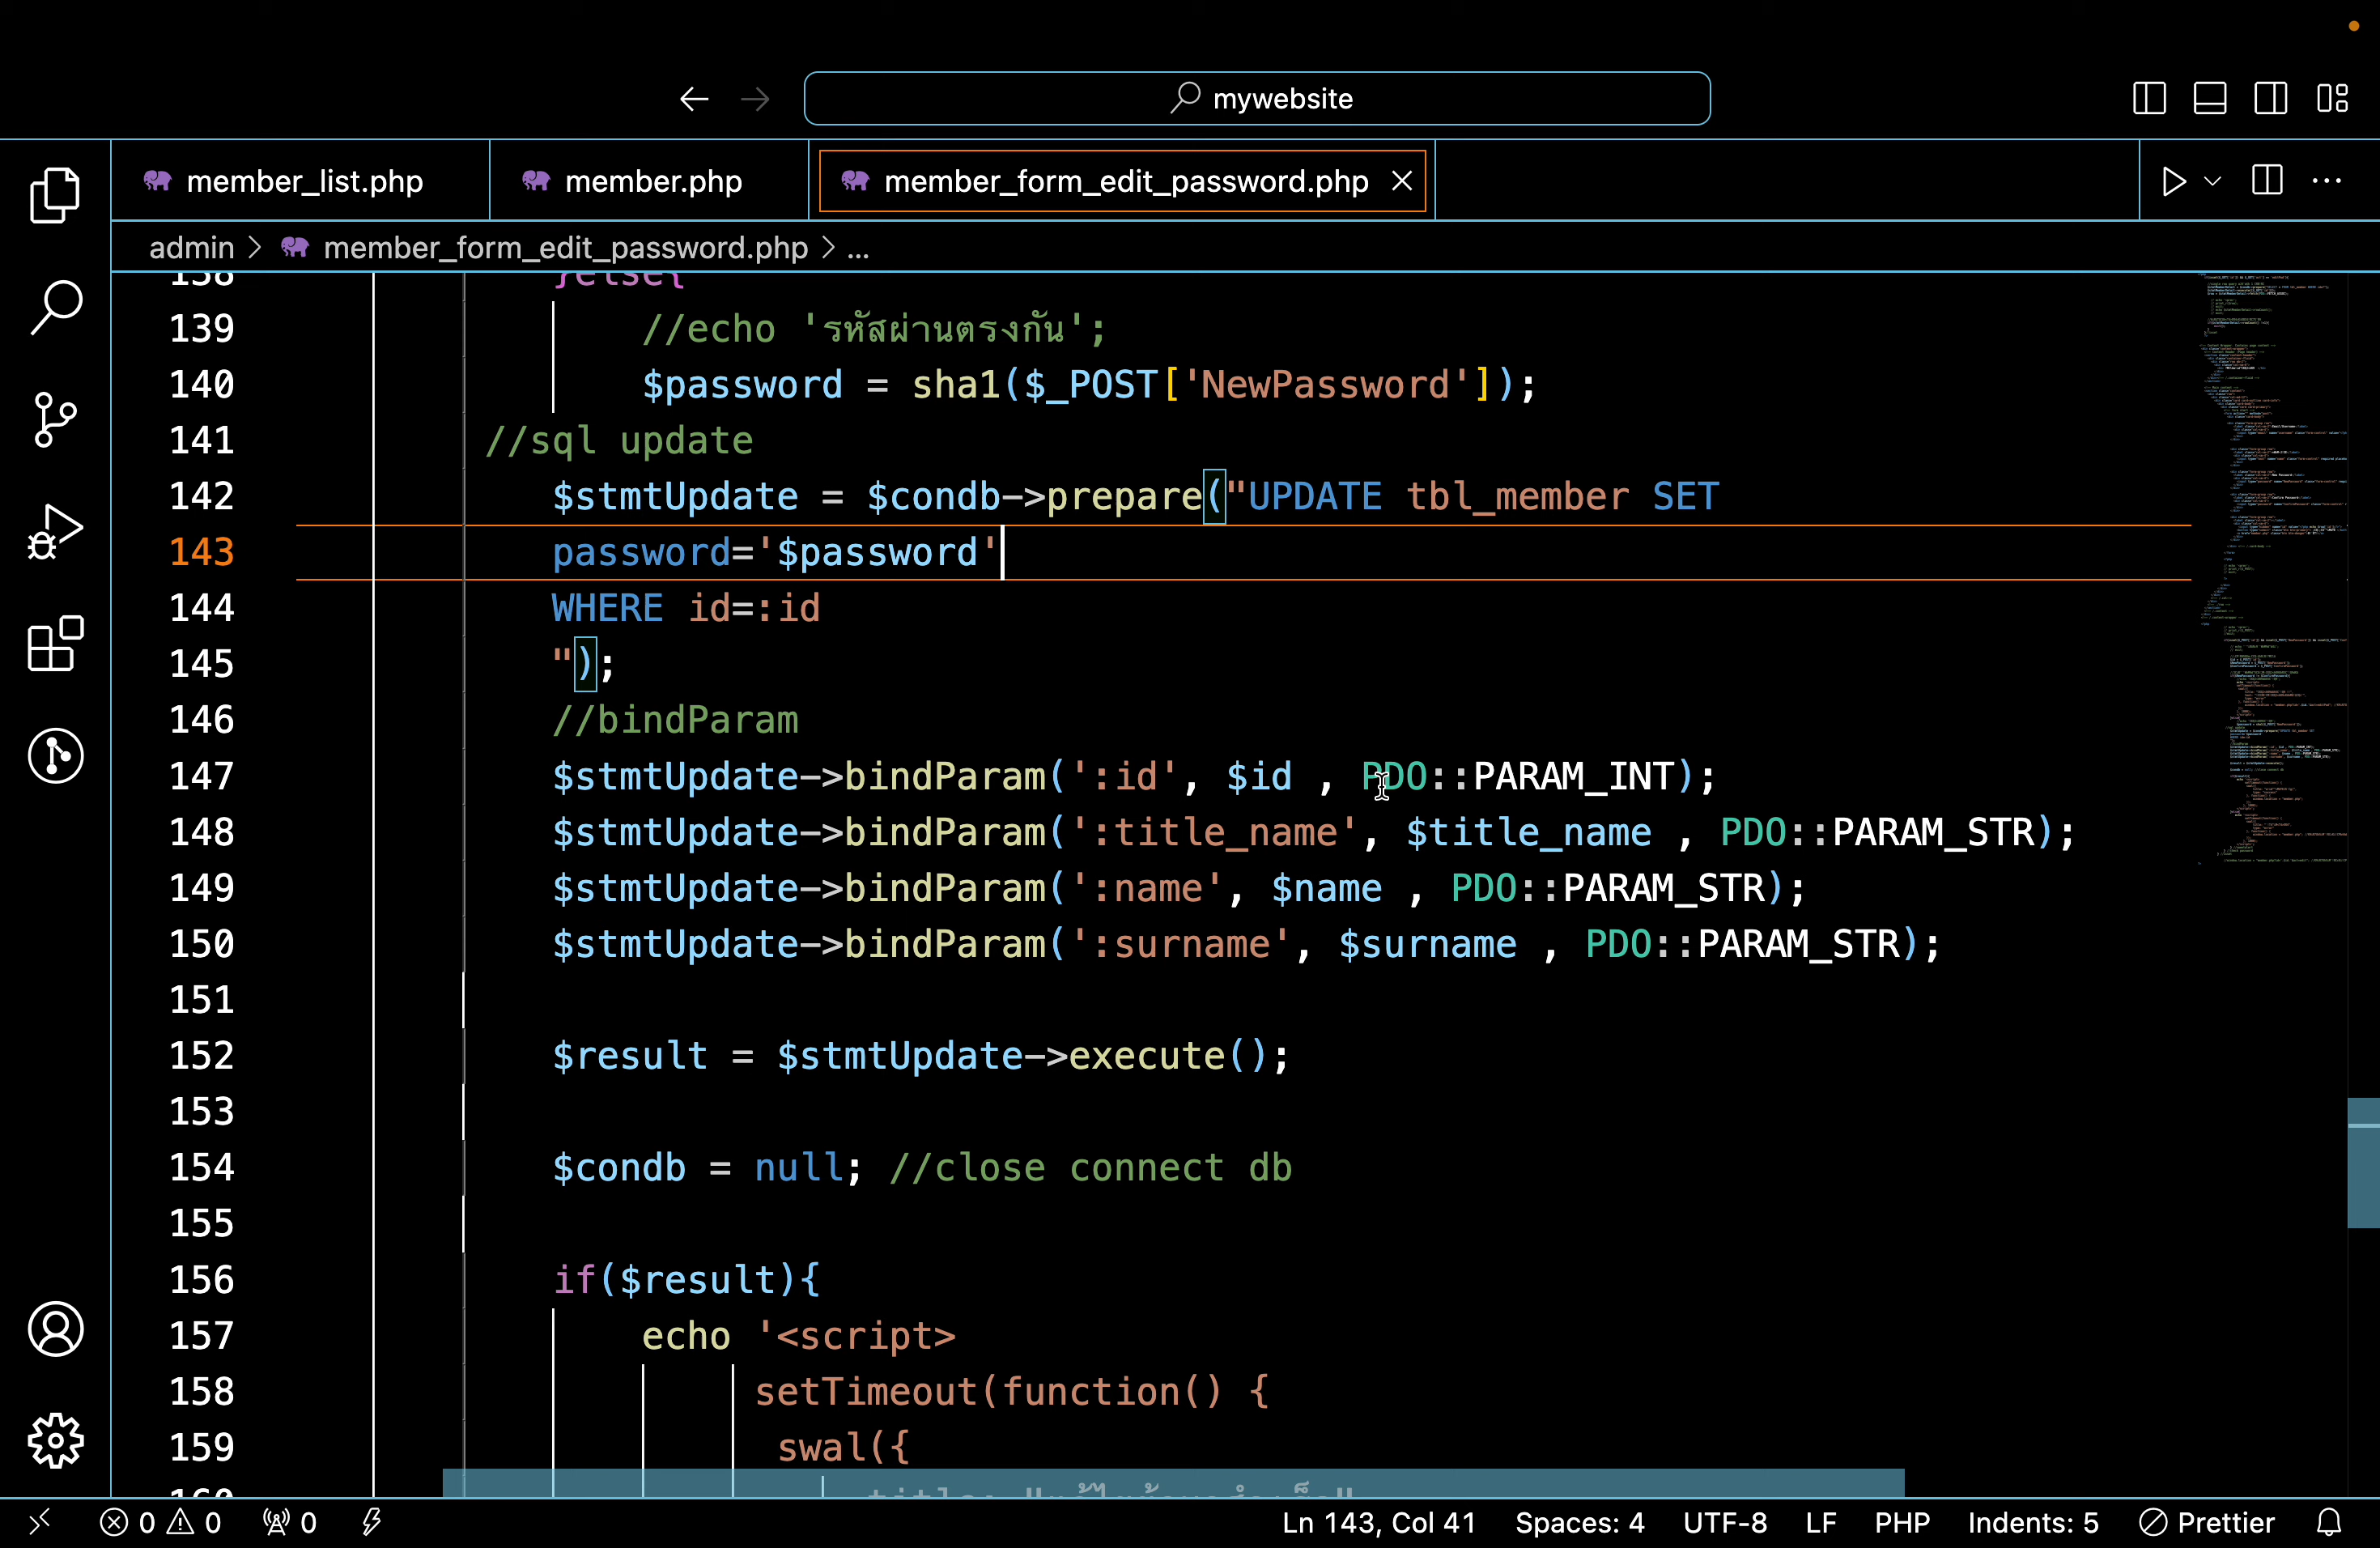 mywebsite
member_list.php
member.php
member_form_edit_password.php
admin > member_form_edit_password.php > ...
138 }else{
139 //echo 'รหัสผ่านตรงกัน';
140 $password = sha1($_POST['NewPassword']);
141 //sql update
142 $stmtUpdate = $condb->prepare("UPDATE tbl_member SET
143 password='$password'
144 WHERE id=:id
145 ");
146 //bindParam
147 $stmtUpdate->bindParam(':id', $id , PDO::PARAM_INT);
148 $stmtUpdate->bindParam(':title_name', $title_name , PDO::PARAM_STR);
149 $stmtUpdate->bindParam(':name', $name , PDO::PARAM_STR);
150 $stmtUpdate->bindParam(':surname', $surname , PDO::PARAM_STR);
151
152 $result = $stmtUpdate->execute();
153
154 $condb = null; //close connect db
155
156 if($result){
157 echo '<script>
158 setTimeout(function() {
159 swal({
160
0 0 0
Ln 143, Col 41 Spaces: 4 UTF-8 LF PHP Indents: 5 Prettier